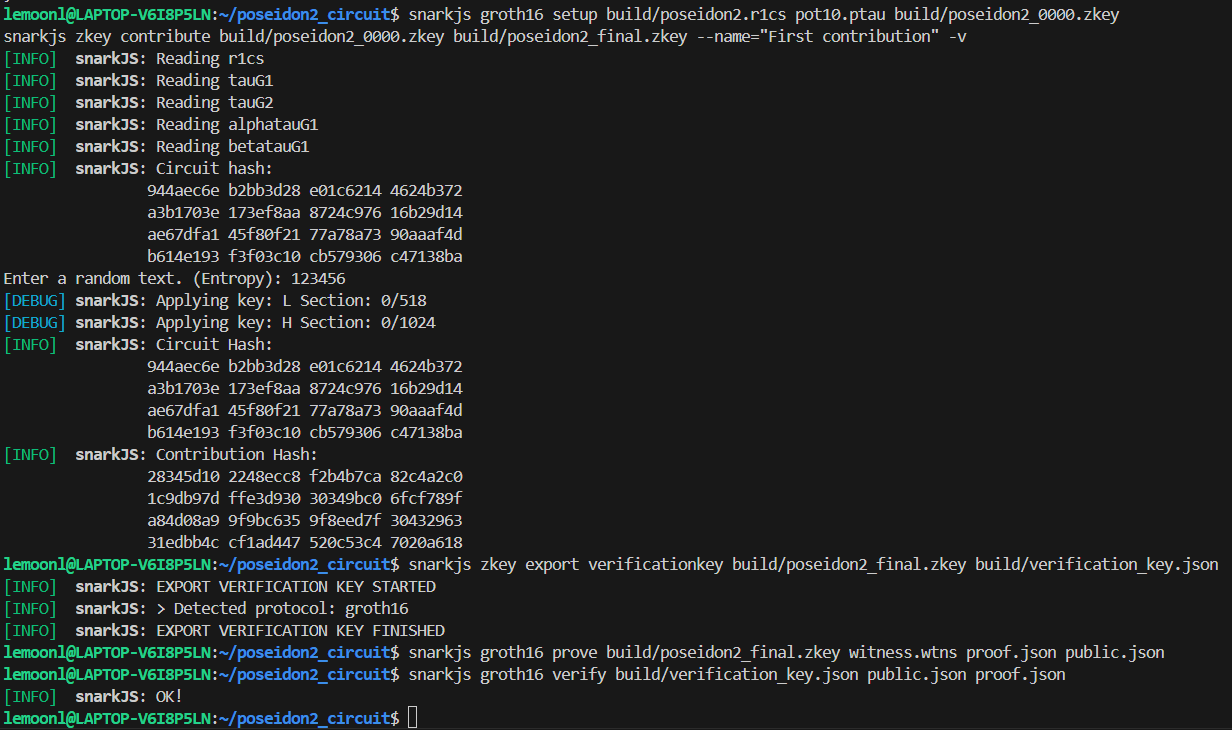 lemoonl@LAPTOP-V6I8P5LN:~/poseidon2_circuit$ snarkjs groth16 setup build/poseidon2.r1cs pot10.ptau build/poseidon2_0000.zkey
snarkjs zkey contribute build/poseidon2_0000.zkey build/poseidon2_final.zkey --name="First contribution" -v
[INFO]  snarkJS: Reading r1cs
[INFO]  snarkJS: Reading tauG1
[INFO]  snarkJS: Reading tauG2
[INFO]  snarkJS: Reading alphatauG1
[INFO]  snarkJS: Reading betatauG1
[INFO]  snarkJS: Circuit hash:
944aec6e b2bb3d28 e01c6214 4624b372
a3b1703e 173ef8aa 8724c976 16b29d14
ae67dfa1 45f80f21 77a78a73 90aaaf4d
b614e193 f3f03c10 cb579306 c47138ba
Enter a random text. (Entropy): 123456
[DEBUG] snarkJS: Applying key: L Section: 0/518
[DEBUG] snarkJS: Applying key: H Section: 0/1024
[INFO]  snarkJS: Circuit Hash:
944aec6e b2bb3d28 e01c6214 4624b372
a3b1703e 173ef8aa 8724c976 16b29d14
ae67dfa1 45f80f21 77a78a73 90aaaf4d
b614e193 f3f03c10 cb579306 c47138ba
[INFO]  snarkJS: Contribution Hash:
28345d10 2248ecc8 f2b4b7ca 82c4a2c0
1c9db97d ffe3d930 30349bc0 6fcf789f
a84d08a9 9f9bc635 9f8eed7f 30432963
31edbb4c cf1ad447 520c53c4 7020a618
lemoonl@LAPTOP-V6I8P5LN:~/poseidon2_circuit$ snarkjs zkey export verificationkey build/poseidon2_final.zkey build/verification_key.json
[INFO]  snarkJS: EXPORT VERIFICATION KEY STARTED
[INFO]  snarkJS: > Detected protocol: groth16
[INFO]  snarkJS: EXPORT VERIFICATION KEY FINISHED
lemoonl@LAPTOP-V6I8P5LN:~/poseidon2_circuit$ snarkjs groth16 prove build/poseidon2_final.zkey witness.wtns proof.json public.json
lemoonl@LAPTOP-V6I8P5LN:~/poseidon2_circuit$ snarkjs groth16 verify build/verification_key.json public.json proof.json
[INFO]  snarkJS: OK!
lemoonl@LAPTOP-V6I8P5LN:~/poseidon2_circuit$